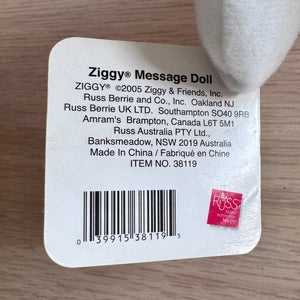 Ziggy® Message Doll
ZIGGY® ©2005 Ziggy & Friends, Inc.
Russ Berrie and Co., Inc. Oakland NJ
Russ Berrie UK LTD. Southampton SO40 9RB
Amram's Brampton, Canada L6T 5M1
Russ Australia PTY Ltd.,
Banksmeadow, NSW 2019 Australia
Made In China / Fabriqué en Chine
ITEM NO. 38119
RUSS
0 39915 38119 5